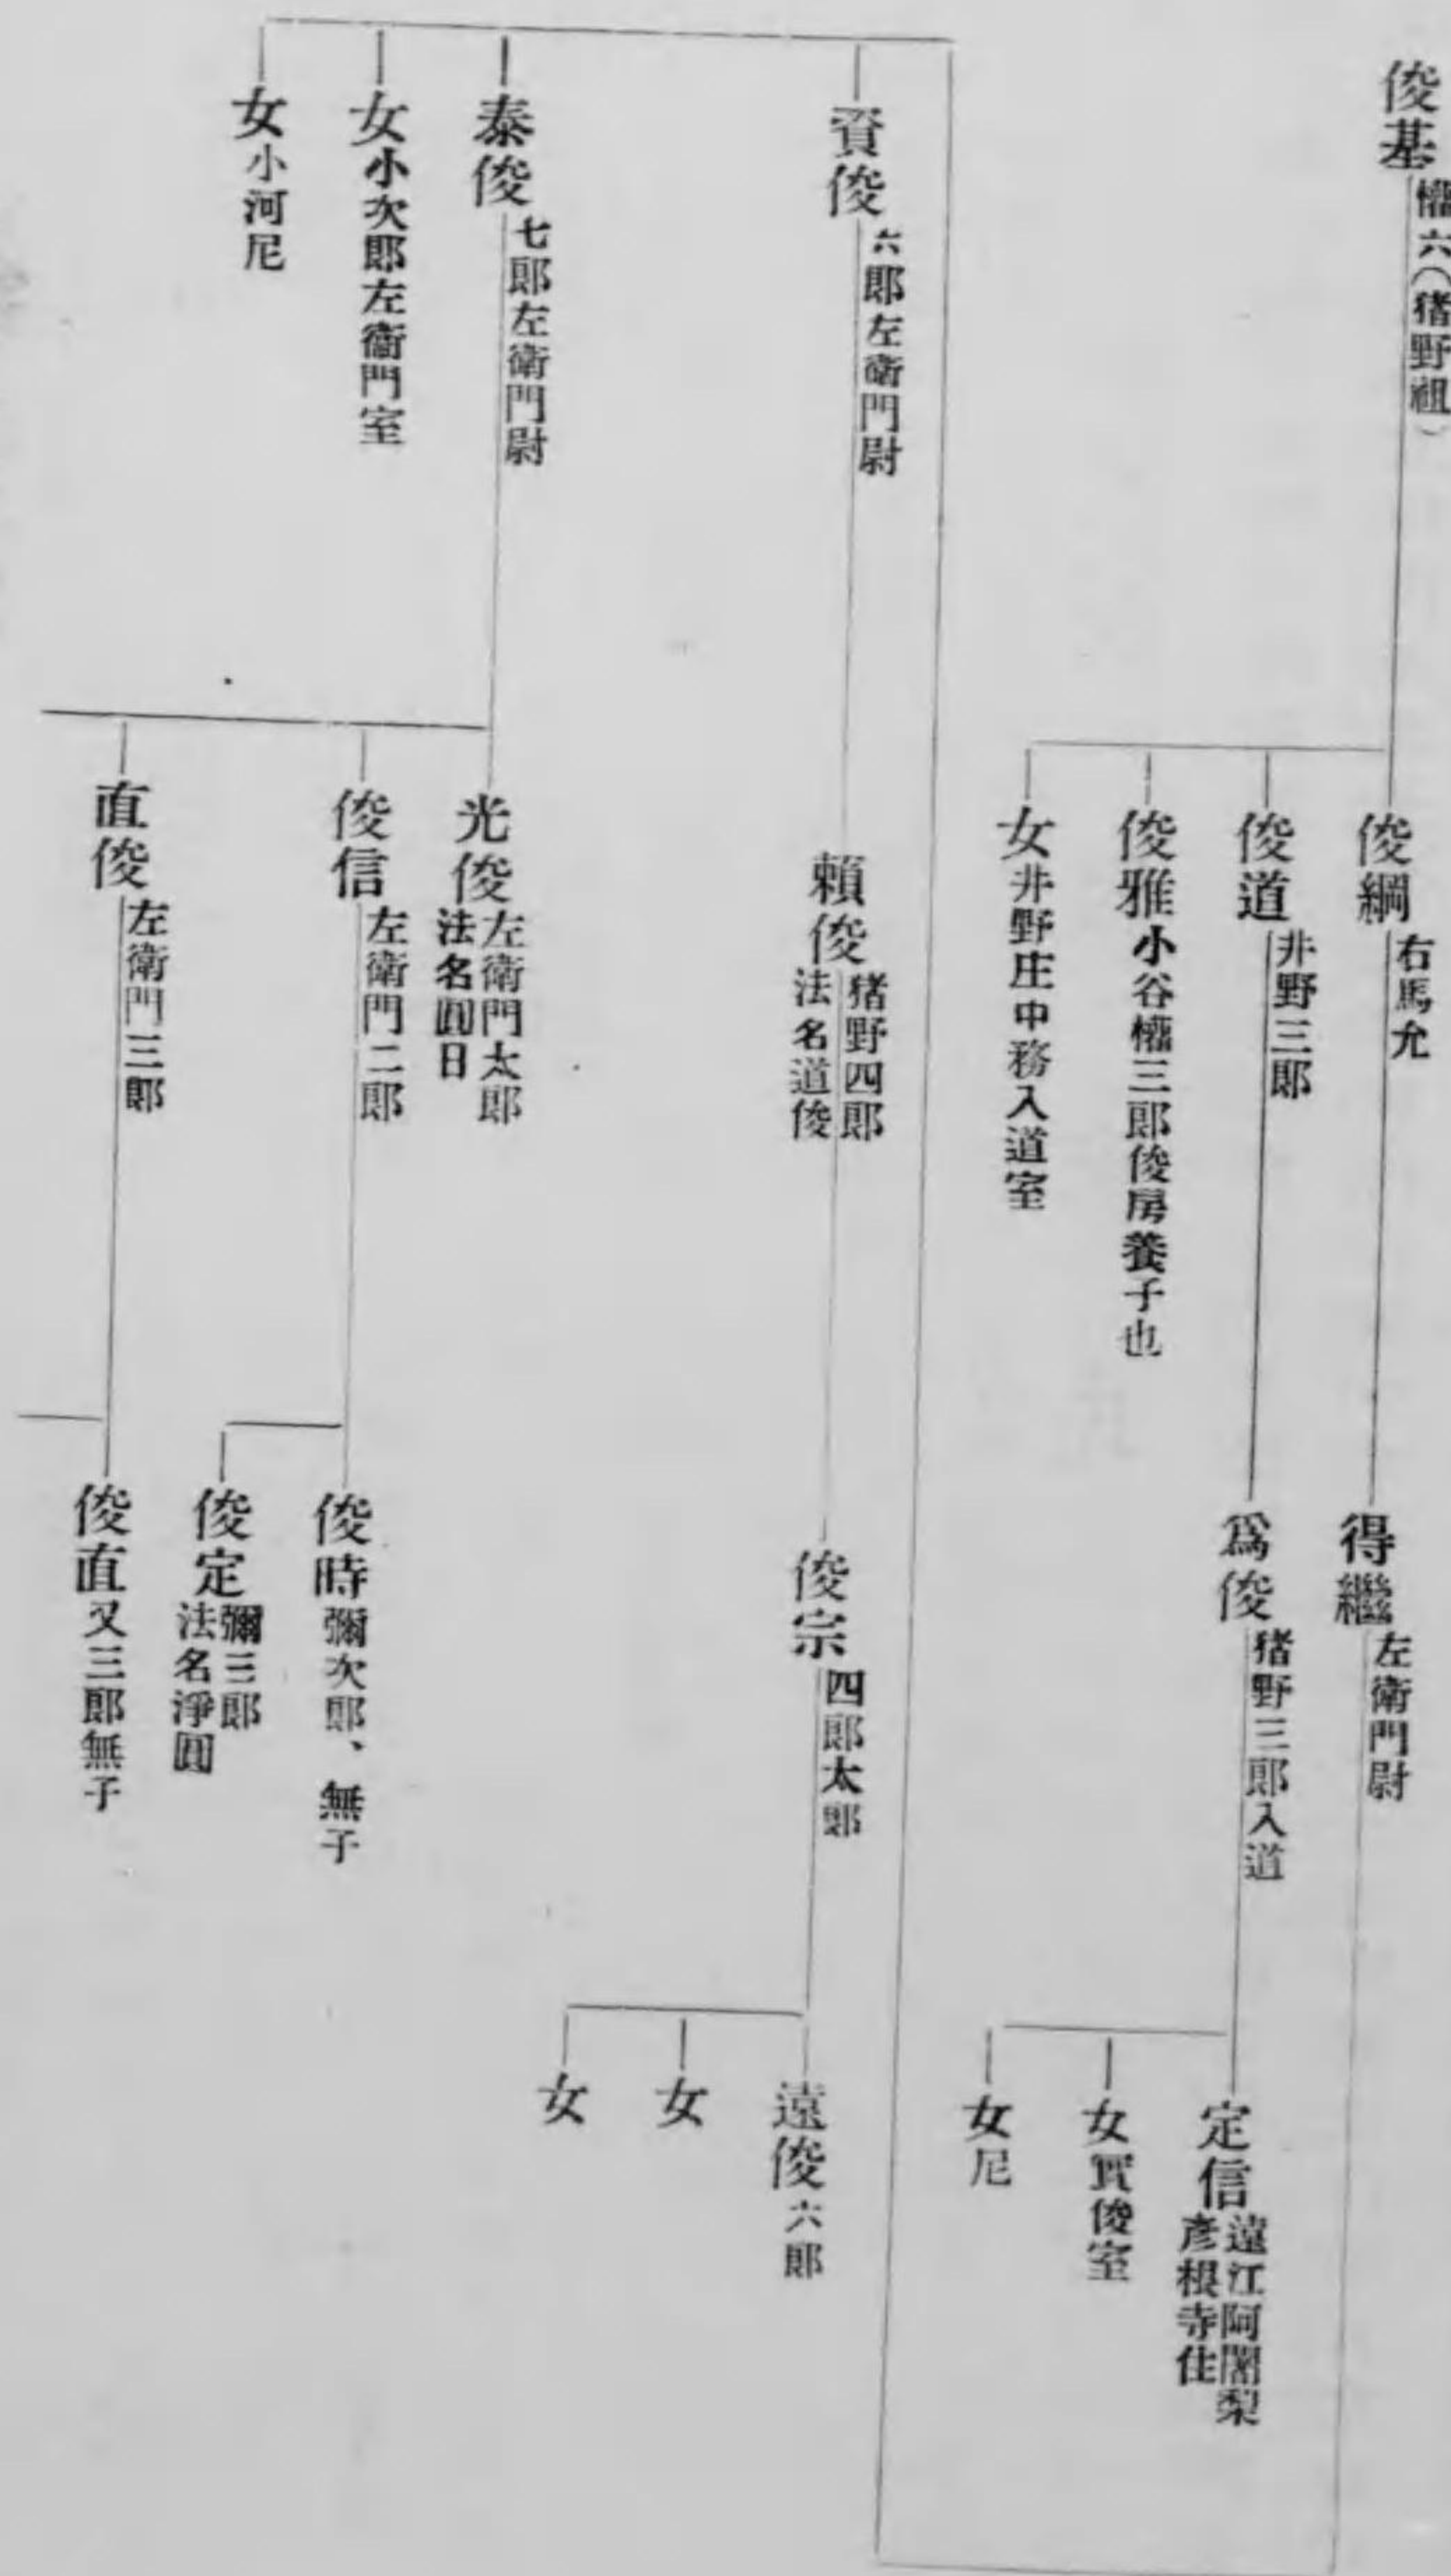 俊基
六(猪野祖)
俊綱
右馬允
得繼
左衛門尉
俊道
井野三郎
爲俊
猪野三郎入道
定信
遠江阿闍梨
彦根寺住
女實俊室
女尼
俊雅小谷三郎俊房養子也
女井野庄中務入道室
資俊
六郎左衛門尉
賴俊
猪野四郎
法名道俊
俊宗
四郎太郎
遠俊六郎
女
女
泰俊
七郎左衛門尉
光俊
左衛門太郎
法名圓日
俊信
左衛門二郎
俊時彌次郎、無子
俊定
彌三郎
法名淨圓
直俊
左衛門三郎
俊直又三郎無子
女小次郎左衛門室
女小河尼